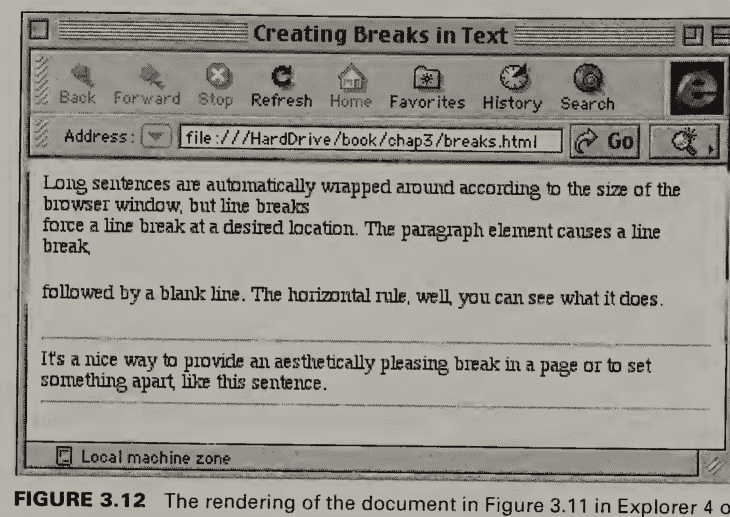 Creating Breaks in Text
Back Forward Stop Refresh Home Favorites History Search
Address: file:///HardDrive/book/chap3/breaks.html Go
Long sentences are automatically wrapped around according to the size of the
browser window, but line breaks
force a line break at a desired location. The paragraph element causes a line
break,
followed by a blank line. The horizontal rule, well, you can see what it does.
It's a nice way to provide an aesthetically pleasing break in a page or to set
something apart, like this sentence.
Local machine zone
FIGURE 3.12 The rendering of the document in Figure 3.11 in Explorer 4 o